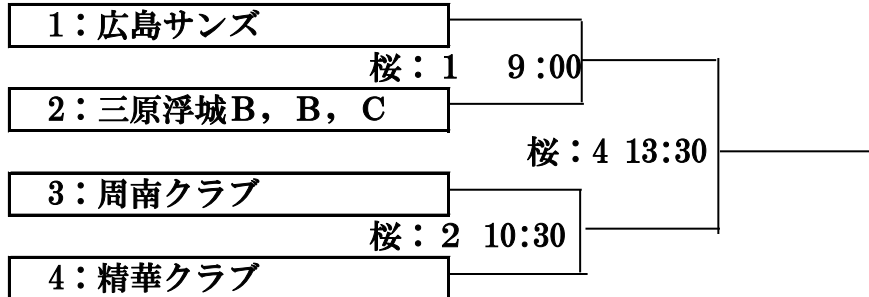 1：広島サンズ
桜：1　9：00
2：三原浮城Ｂ，Ｂ，Ｃ
桜：4 13：30
3：周南クラブ
桜：２ 10：30
4：精華クラブ